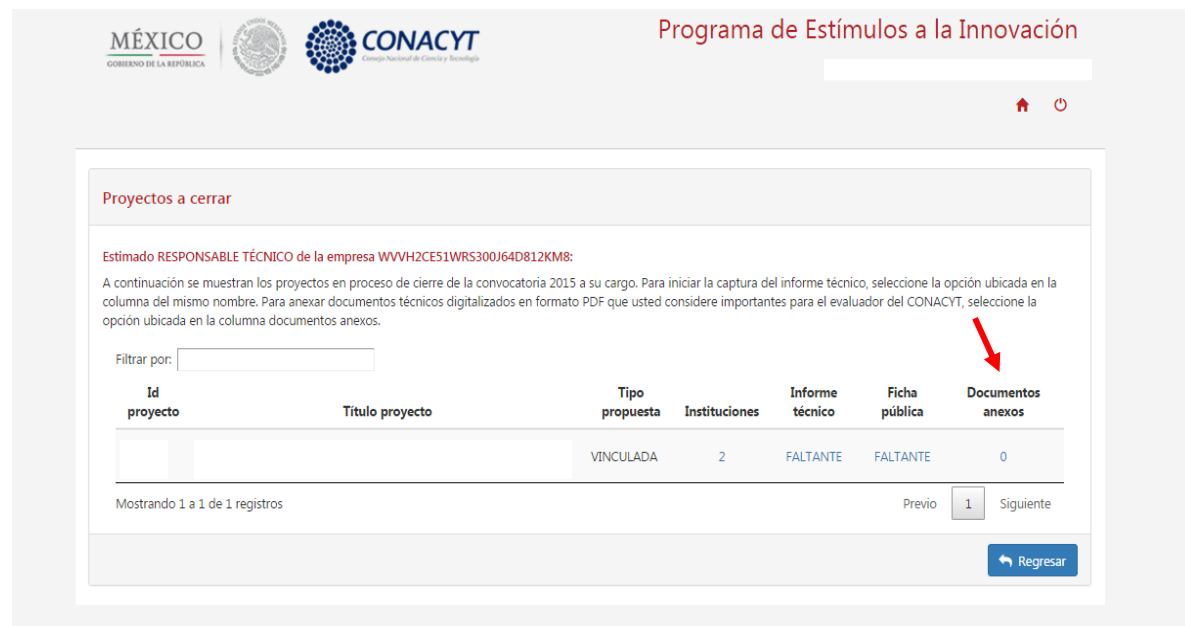 MÉXICO
GOBIERNO DE LA REPÚBLICA
CONACYT
Consejo Nacional de Ciencia y Tecnología
Programa de Estímulos a la Innovación
Proyectos a cerrar
Estimado RESPONSABLE TÉCNICO de la empresa WVVH2CE51WRS300J64D812KM8:
A continuación se muestran los proyectos en proceso de cierre de la convocatoria 2015 a su cargo. Para iniciar la captura del informe técnico, seleccione la opción ubicada en la
columna del mismo nombre. Para anexar documentos técnicos digitalizados en formato PDF que usted considere importantes para el evaluador del CONACYT, seleccione la
opción ubicada en la columna documentos anexos.
Filtrar por:
Id proyecto Título proyecto Tipo propuesta Instituciones Informe técnico Ficha pública Documentos anexos
VINCULADA 2 FALTANTE FALTANTE 0
Mostrando 1 a 1 de 1 registros Previo 1 Siguiente
Regresar